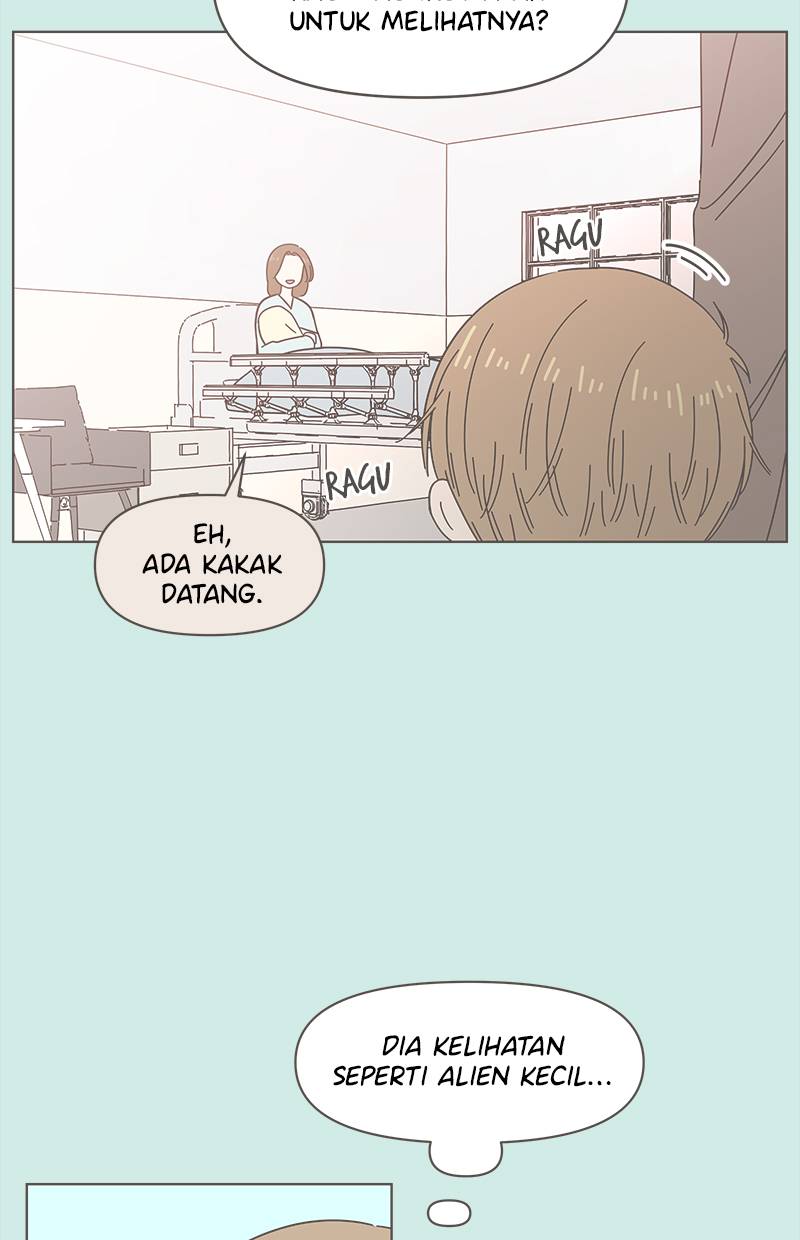 UNTUK MELIHATNYA?
RAGU
RAGU
EH,
ADA KAKAK
DATANG.
DIA KELIHATAN
SEPERTI ALIEN KECIL...